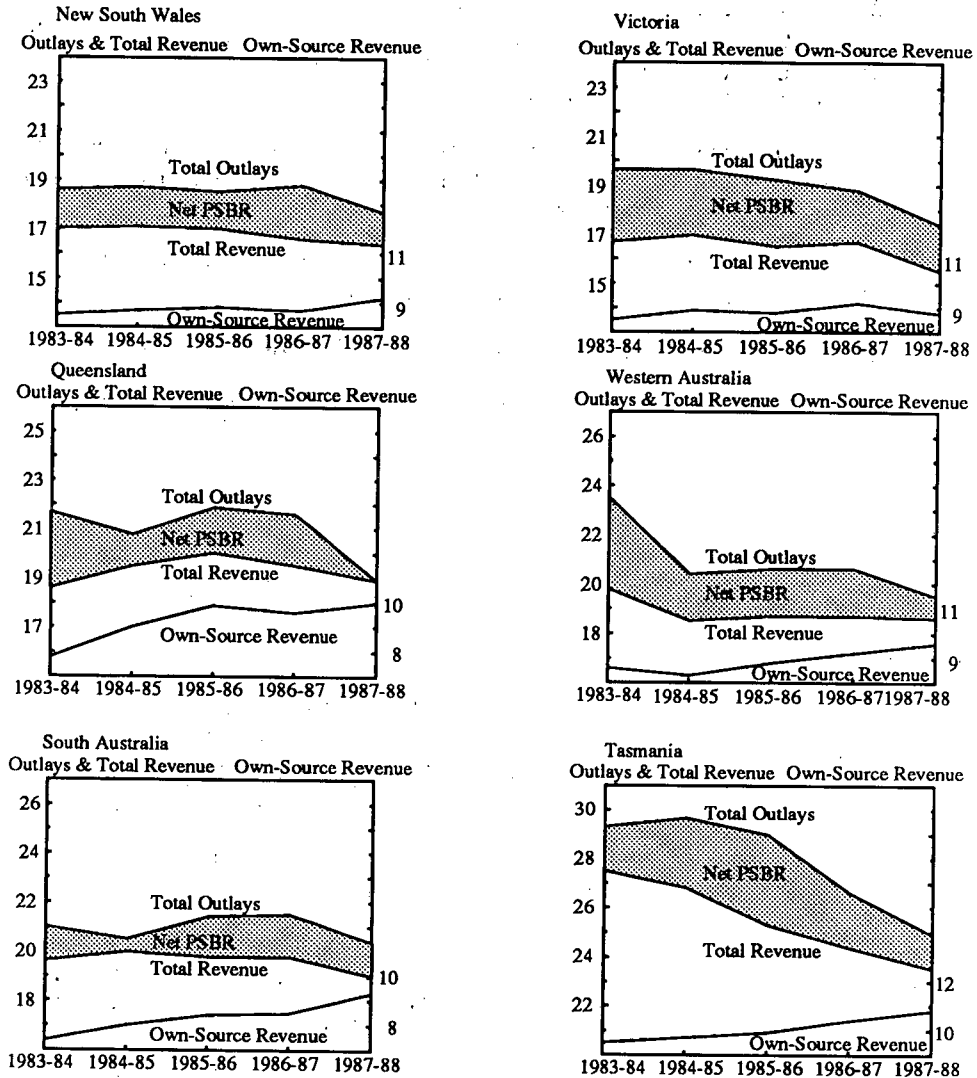 New South Wales
Outlays & Total Revenue Own-Source Revenue
23
21
19
17
15
Total Outlays
Net PSBR
Total Revenue
Own-Source Revenue
11
9
1983-84 1984-85 1985-86 1986-87 1987-88
Victoria
Outlays & Total Revenue Own-Source Revenue
23
21
19
17
15
Total Outlays
Net PSBR
Total Revenue
Own-Source Revenue
11
9
1983-84 1984-85 1985-86 1986-87 1987-88
Queensland
Outlays & Total Revenue Own-Source Revenue
25
23
21
19
17
Total Outlays
Net PSBR
Total Revenue
Own-Source Revenue
10
8
1983-84 1984-85 1985-86 1986-87 1987-88
Western Australia
Outlays & Total Revenue Own-Source Revenue
26
24
22
20
18
Total Outlays
Net PSBR
Total Revenue
Own-Source Revenue
11
9
1983-84 1984-85 1985-86 1986-87 1987-88
South Australia
Outlays & Total Revenue Own-Source Revenue
26
24
22
20
18
Total Outlays
Net PSBR
Total Revenue
Own-Source Revenue
10
8
1983-84 1984-85 1985-86 1986-87 1987-88
Tasmania
Outlays & Total Revenue Own-Source Revenue
30
28
26
24
22
Total Outlays
Net PSBR
Total Revenue
Own-Source Revenue
12
10
1983-84 1984-85 1985-86 1986-87 1987-88